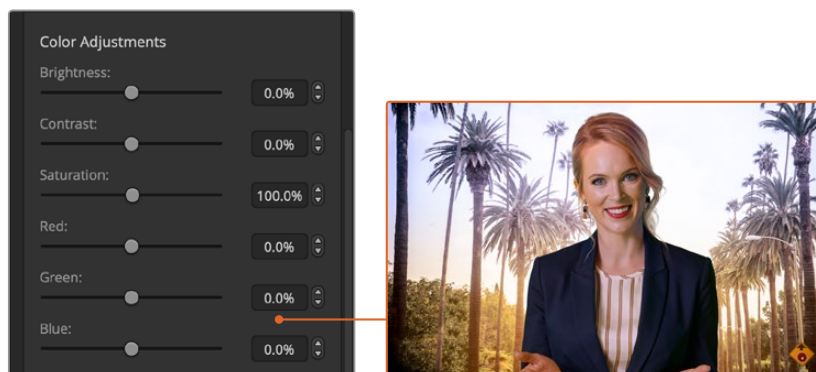 Color Adjustments
Brightness:
0.0%
Contrast:
0.0%
Saturation:
100.0%
Red:
0.0%
Green:
0.0%
Blue:
0.0%